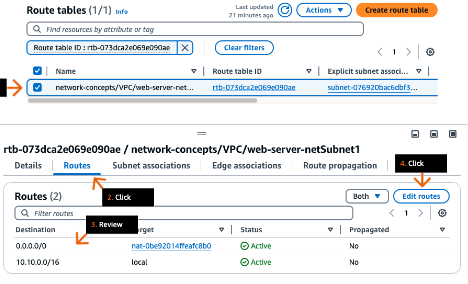 Route tables (1/1) Info
Last updated
21 minutes ago
Actions
Create route table
Find resources by attribute or tag
Route table ID : rtb-073dca2e069e090ae
Clear filters
1
Name
Route table ID
Explicit subnet associ...
network-concepts/VPC/web-server-net...
rtb-073dca2e069e090ae
subnet-076920bac6dbf3...
rtb-073dca2e069e090ae / network-concepts/VPC/web-server-netSubnet1
4. Click
Details
Routes
Subnet associations
Edge associations
Route propagation
2. Click
Routes (2)
Both
Edit routes
Filter routes
1
3. Review
Destination
Target
Status
Propagated
0.0.0.0/0
nat-0be92014ffeafc8b0
Active
No
10.10.0.0/16
local
Active
No